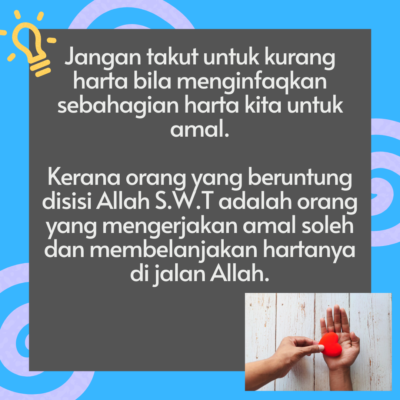 Jangan takut untuk kurang
harta bila menginfaqkan
sebahagian harta kita untuk
amal.
Kerana orang yang beruntung
disisi Allah S.W.T adalah orang
yang mengerjakan amal soleh
dan membelanjakan hartanya
di jalan Allah.